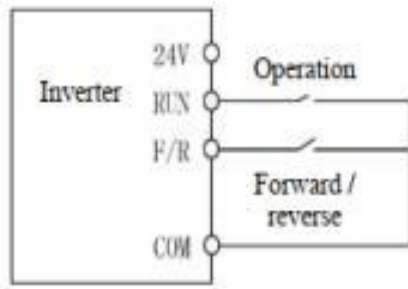 24V
Operation
Inverter
RUN
F/R
Forward /
reverse
COM